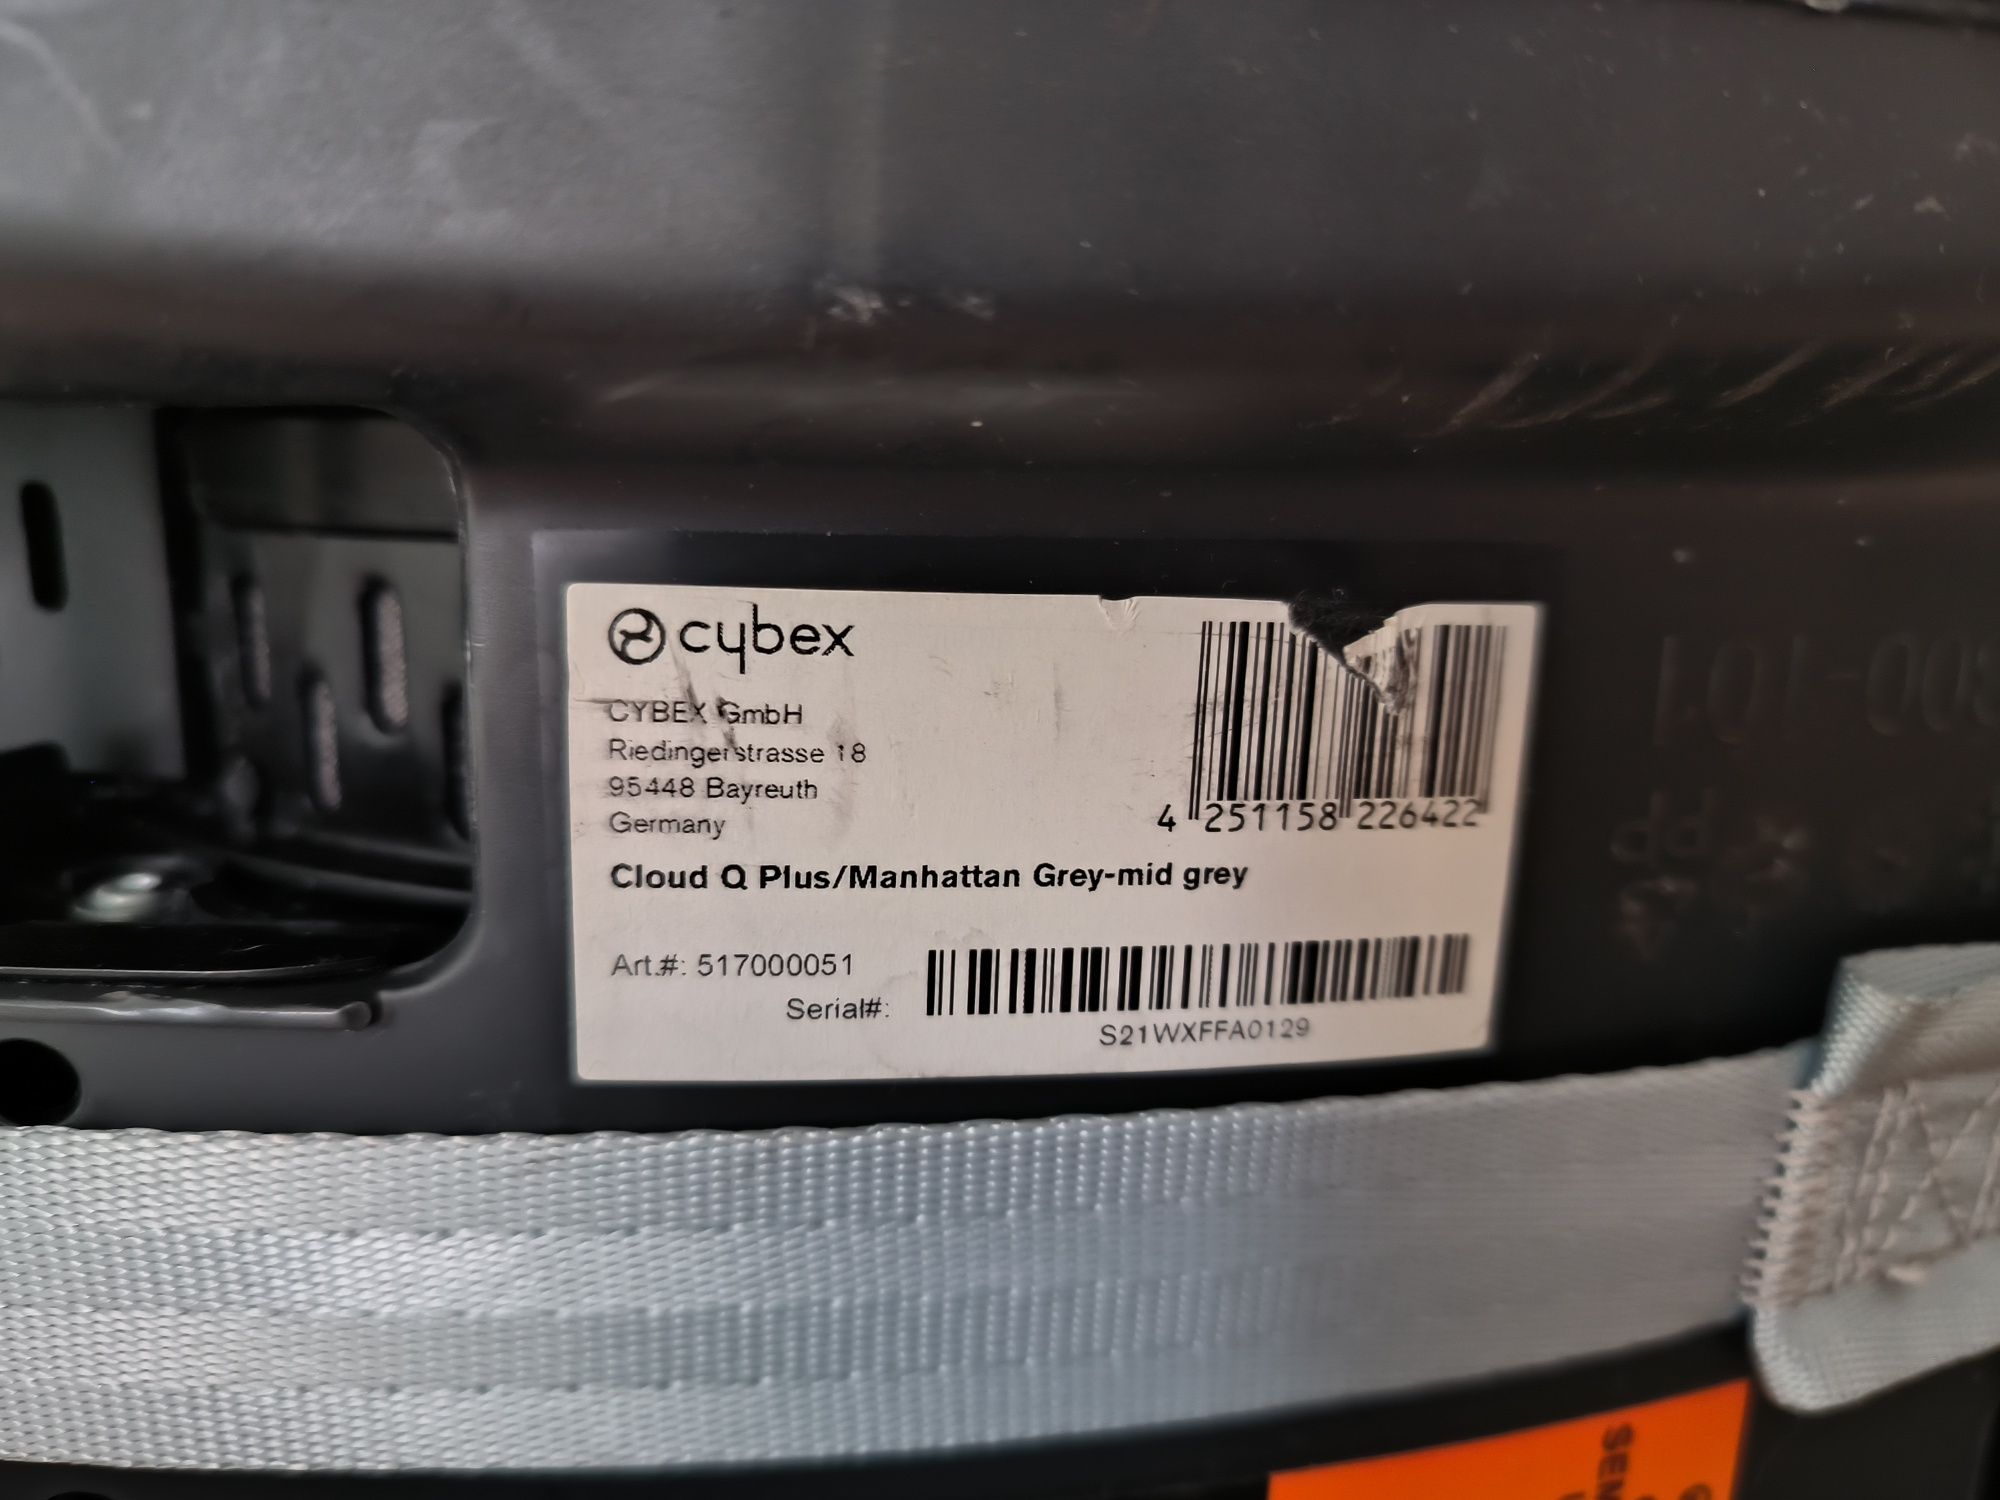 cybex
CYBEX GmbH
Riedingerstrasse 18
95448 Bayreuth
Germany
4 251158 226422
Cloud Q Plus/Manhattan Grey-mid grey
Art.#: 517000051
Serial#:
S21WXFFA0129